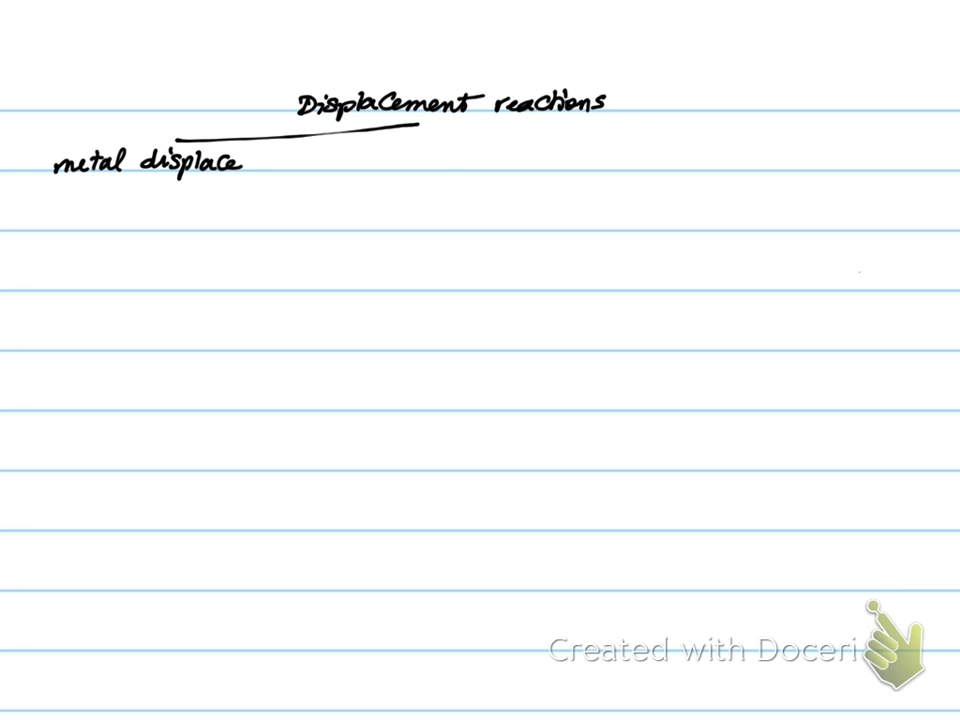 Displacement reactions
metal displace
Created with Doceri